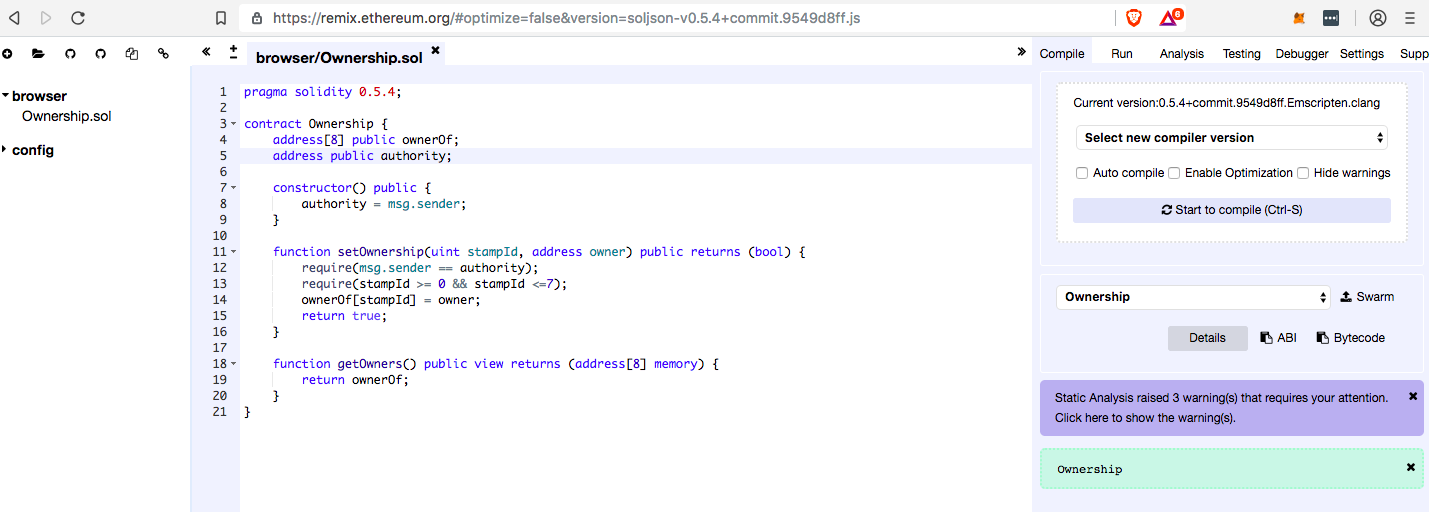 https://remix.ethereum.org/#optimize=false&version=soljson-v0.5.4+commit.9549d8ff.js
6
browser
Ownership.sol
config
browser/Ownership.sol
1 pragma solidity 0.5.4;
2
3 contract Ownership {
4 address[8] public ownerOf;
5 address public authority;
6
7 constructor() public {
8 authority = msg.sender;
9 }
10
11 function setOwnership(uint stampId, address owner) public returns (bool) {
12 require(msg.sender == authority);
13 require(stampId >= 0 && stampId <=7);
14 ownerOf[stampId] = owner;
15 return true;
16 }
17
18 function getOwners() public view returns (address[8] memory) {
19 return ownerOf;
20 }
21 }
Compile Run Analysis Testing Debugger Settings Supp
Current version:0.5.4+commit.9549d8ff.Emscripten.clang
Select new compiler version
Auto compile Enable Optimization Hide warnings
Start to compile (Ctrl-S)
Ownership Swarm
Details ABI Bytecode
Static Analysis raised 3 warning(s) that requires your attention.
Click here to show the warning(s).
Ownership